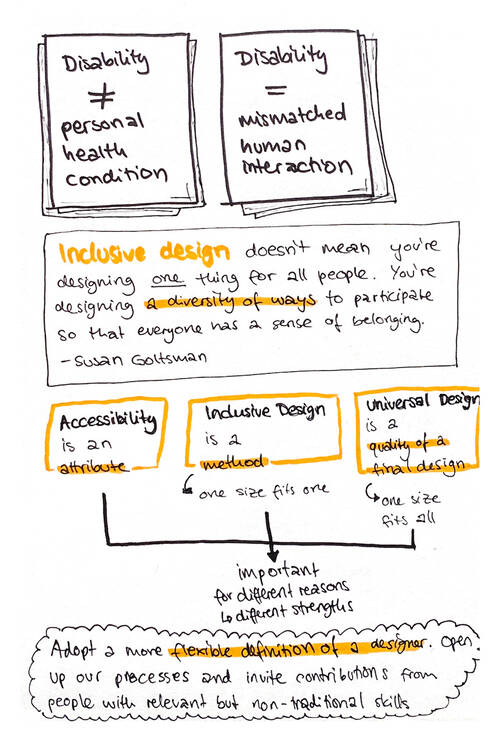 Disability
≠
personal
health
condition
Disability
=
mismatched
human
interaction
Inclusive design doesn't mean you're
designing one thing for all people. You're
designing a diversity of ways to participate
so that everyone has a sense of belonging.
- Susan Goltsman
Accessibility
is an
attribute
Inclusive Design
is a
method
↳ one size fits one
Universal Design
is a
quality of a
final design
↳ one size
fits all
important
for different reasons
↳ different strengths
Adopt a more flexible definition of a designer. Open
up our processes and invite contributions from
people with relevant but non-traditional skills